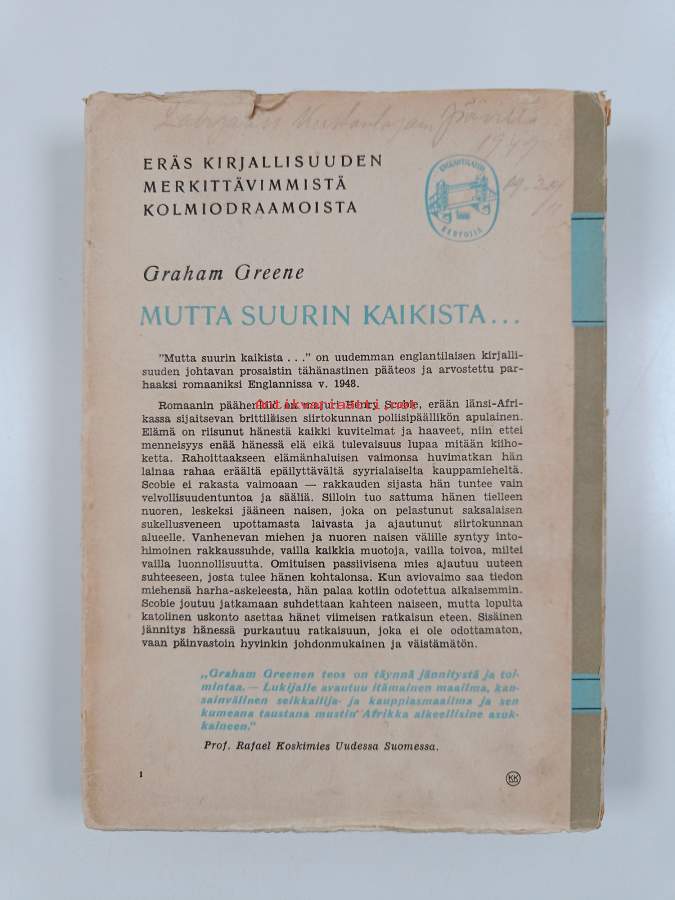 1949
19-3-49
ERÄS KIRJALLISUUDEN
MERKITTÄVIMMISTÄ
KOLMIODRAAMOISTA
KERTOJIA
Graham Greene
MUTTA SUURIN KAIKISTA...
"Mutta suurin kaikista . . ." on uudemman englantilaisen kirjalli-
suuden johtavan prosaistin tähänastinen pääteos ja arvostettu par-
haaksi romaaniksi Englannissa v. 1948.
Romaanin päähenkilö on majuri Henry Scobie, erään länsi-Afri-
kassa sijaitsevan brittiläisen siirtokunnan poliisipäällikön apulainen.
Elämä on riisunut hänestä kaikki kuvitelmat ja haaveet, niin ettei
menneisyys enää hänessä elä eikä tulevaisuus lupaa mitään kiiho-
ketta. Rahoittaakseen elämänhaluisen vaimonsa huvimatkan hän
lainaa rahaa eräältä epäilyttävältä syyrialaiselta kauppamieheltä.
Scobie ei rakasta vaimoaan — rakkauden sijasta hän tuntee vain
velvollisuudentuntoa ja sääliä. Silloin tuo sattuma hänen tielleen
nuoren, leskeksi jääneen naisen, joka on pelastunut saksalaisen
sukellusveneen upottamasta laivasta ja ajautunut siirtokunnan
alueelle. Vanhenevan miehen ja nuoren naisen välille syntyy into-
himoinen rakkaussuhde, vailla kaikkia muotoja, vailla toivoa, miltei
vailla luonnollisuutta. Omituisen passiivisena mies ajautuu uuteen
suhteeseen, josta tulee hänen kohtalonsa. Kun aviovaimo saa tiedon
miehensä harha-askeleesta, hän palaa kotiin odotettua aikaisemmin.
Scobie joutuu jatkamaan suhdettaan kahteen naiseen, mutta lopulta
katolinen uskonto asettaa hänet viimeisen ratkaisun eteen. Sisäinen
jännitys hänessä purkautuu ratkaisuun, joka ei ole odottamaton,
vaan päinvastoin hyvinkin johdonmukainen ja väistämätön.
„Graham Greenen teos on täynnä jännitystä ja toi-
mintaa. — Lukijalle avautuu itämainen maailma, kan-
sainvälinen seikkailija- ja kauppiasmaailma ja sen
kumeana taustana mustin Afrikka alkeellisine asuk-
kaineen."
Prof. Rafael Koskimies Uudessa Suomessa.
1
KK
Antikvariaatti.net